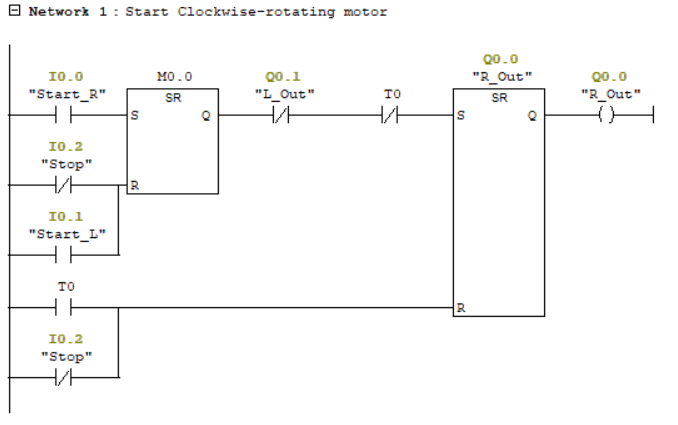 Network 1 : Start Clockwise-rotating motor
Q0.0
I0.0 M0.0 Q0.1 "R_Out" Q0.0
"Start_R" SR "L_Out" T0 SR "R_Out"
S Q S Q
I0.2
"Stop"
R
I0.1
"Start_L"
T0
R
I0.2
"Stop"